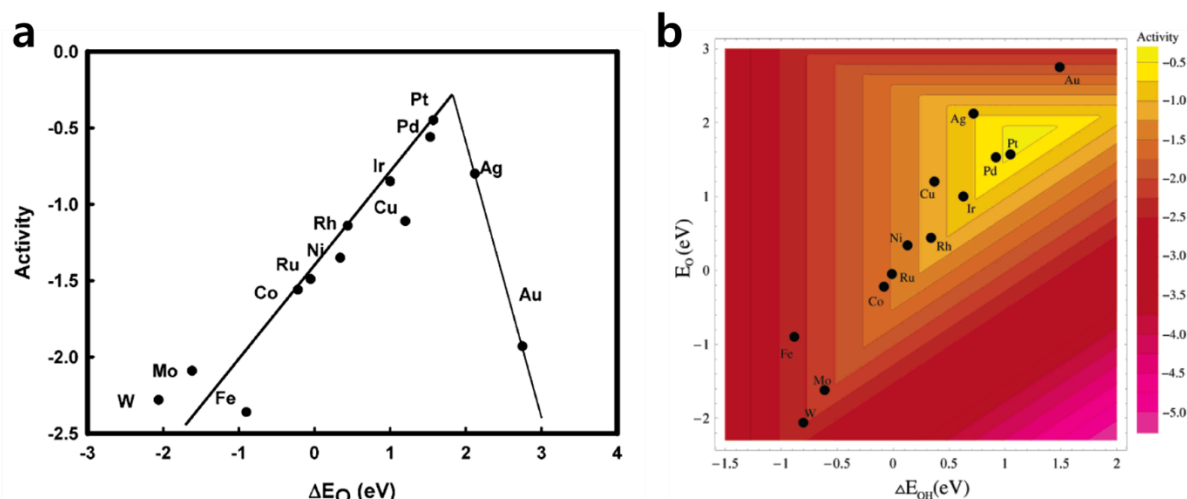 a
0.0
-0.5
-1.0
-1.5
-2.0
-2.5
Activity
Pt
Pd
Ir
Ag
Cu
Rh
Ni
Ru
Co
Au
Mo
W
Fe
-3
-2
-1
0
1
2
3
4
ΔEO (eV)
b
3
2
1
0
−1
−2
EO (eV)
Au
Ag
Pt
Pd
Cu
Ir
Ni
Rh
Ru
Co
Fe
Mo
W
−1.5
−1
−0.5
0
0.5
1
1.5
2
ΔEOH (eV)
Activity
−0.5
−1.0
−1.5
−2.0
−2.5
−3.0
−3.5
−4.0
−4.5
−5.0